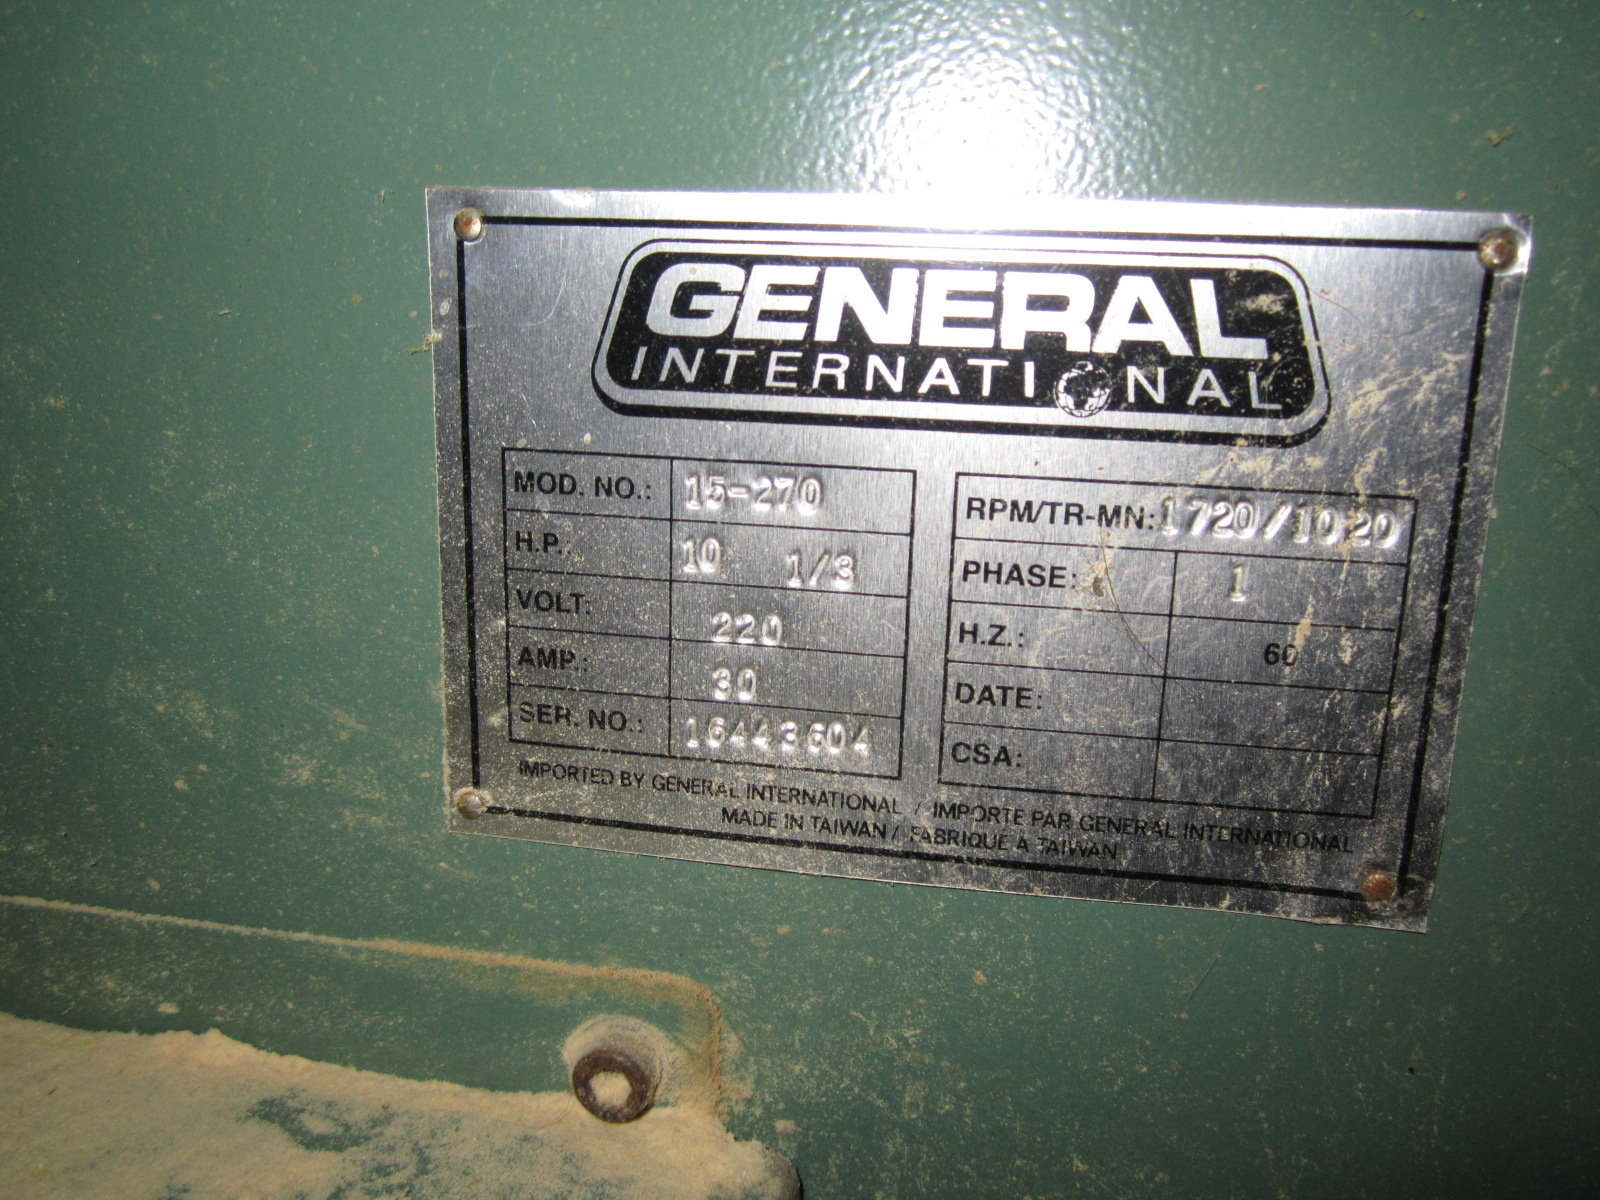 GENERAL
INTERNATIONAL
MOD. NO.: 15-270
H.P.: 10 1/3
VOLT: 220
AMP.: 30
SER. NO.: 16443604
RPM/TR-MN: 1720/1020
PHASE: 1
H.Z.: 60
DATE:
CSA:
IMPORTED BY GENERAL INTERNATIONAL / IMPORTE PAR GENERAL INTERNATIONAL
MADE IN TAIWAN / FABRIQUE A TAIWAN